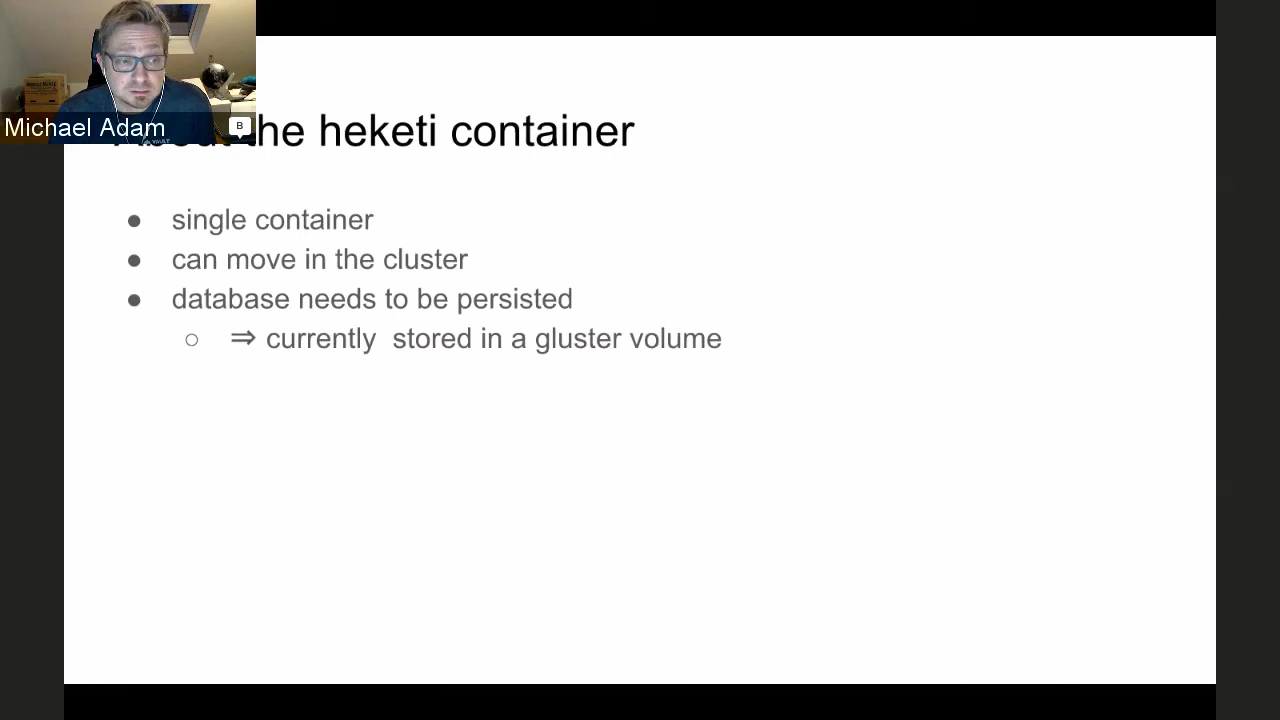 Michael Adam
B
the heketi container
● single container
● can move in the cluster
● database needs to be persisted
○ ⇒ currently  stored in a gluster volume